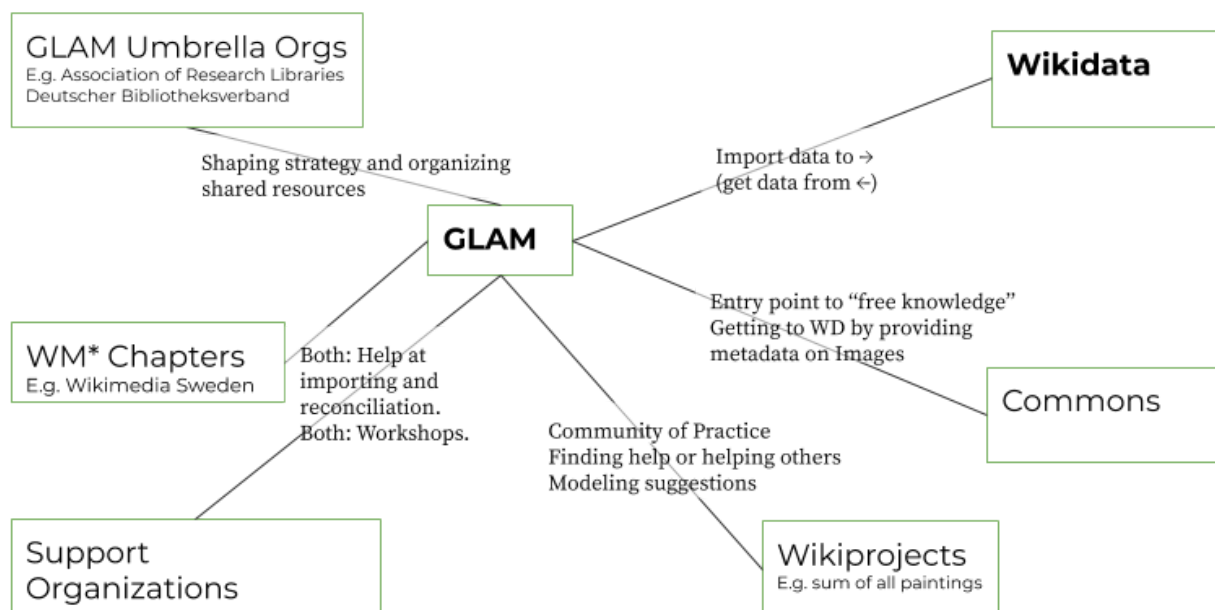 GLAM Umbrella Orgs
E.g. Association of Research Libraries
Deutscher Bibliotheksverband
Wikidata
Shaping strategy and organizing
shared resources
Import data to →
(get data from ←)
GLAM
Entry point to “free knowledge”
Getting to WD by providing
metadata on Images
WM* Chapters
E.g. Wikimedia Sweden
Both: Help at
importing and
reconciliation.
Both: Workshops.
Commons
Community of Practice
Finding help or helping others
Modeling suggestions
Support
Organizations
Wikiprojects
E.g. sum of all paintings